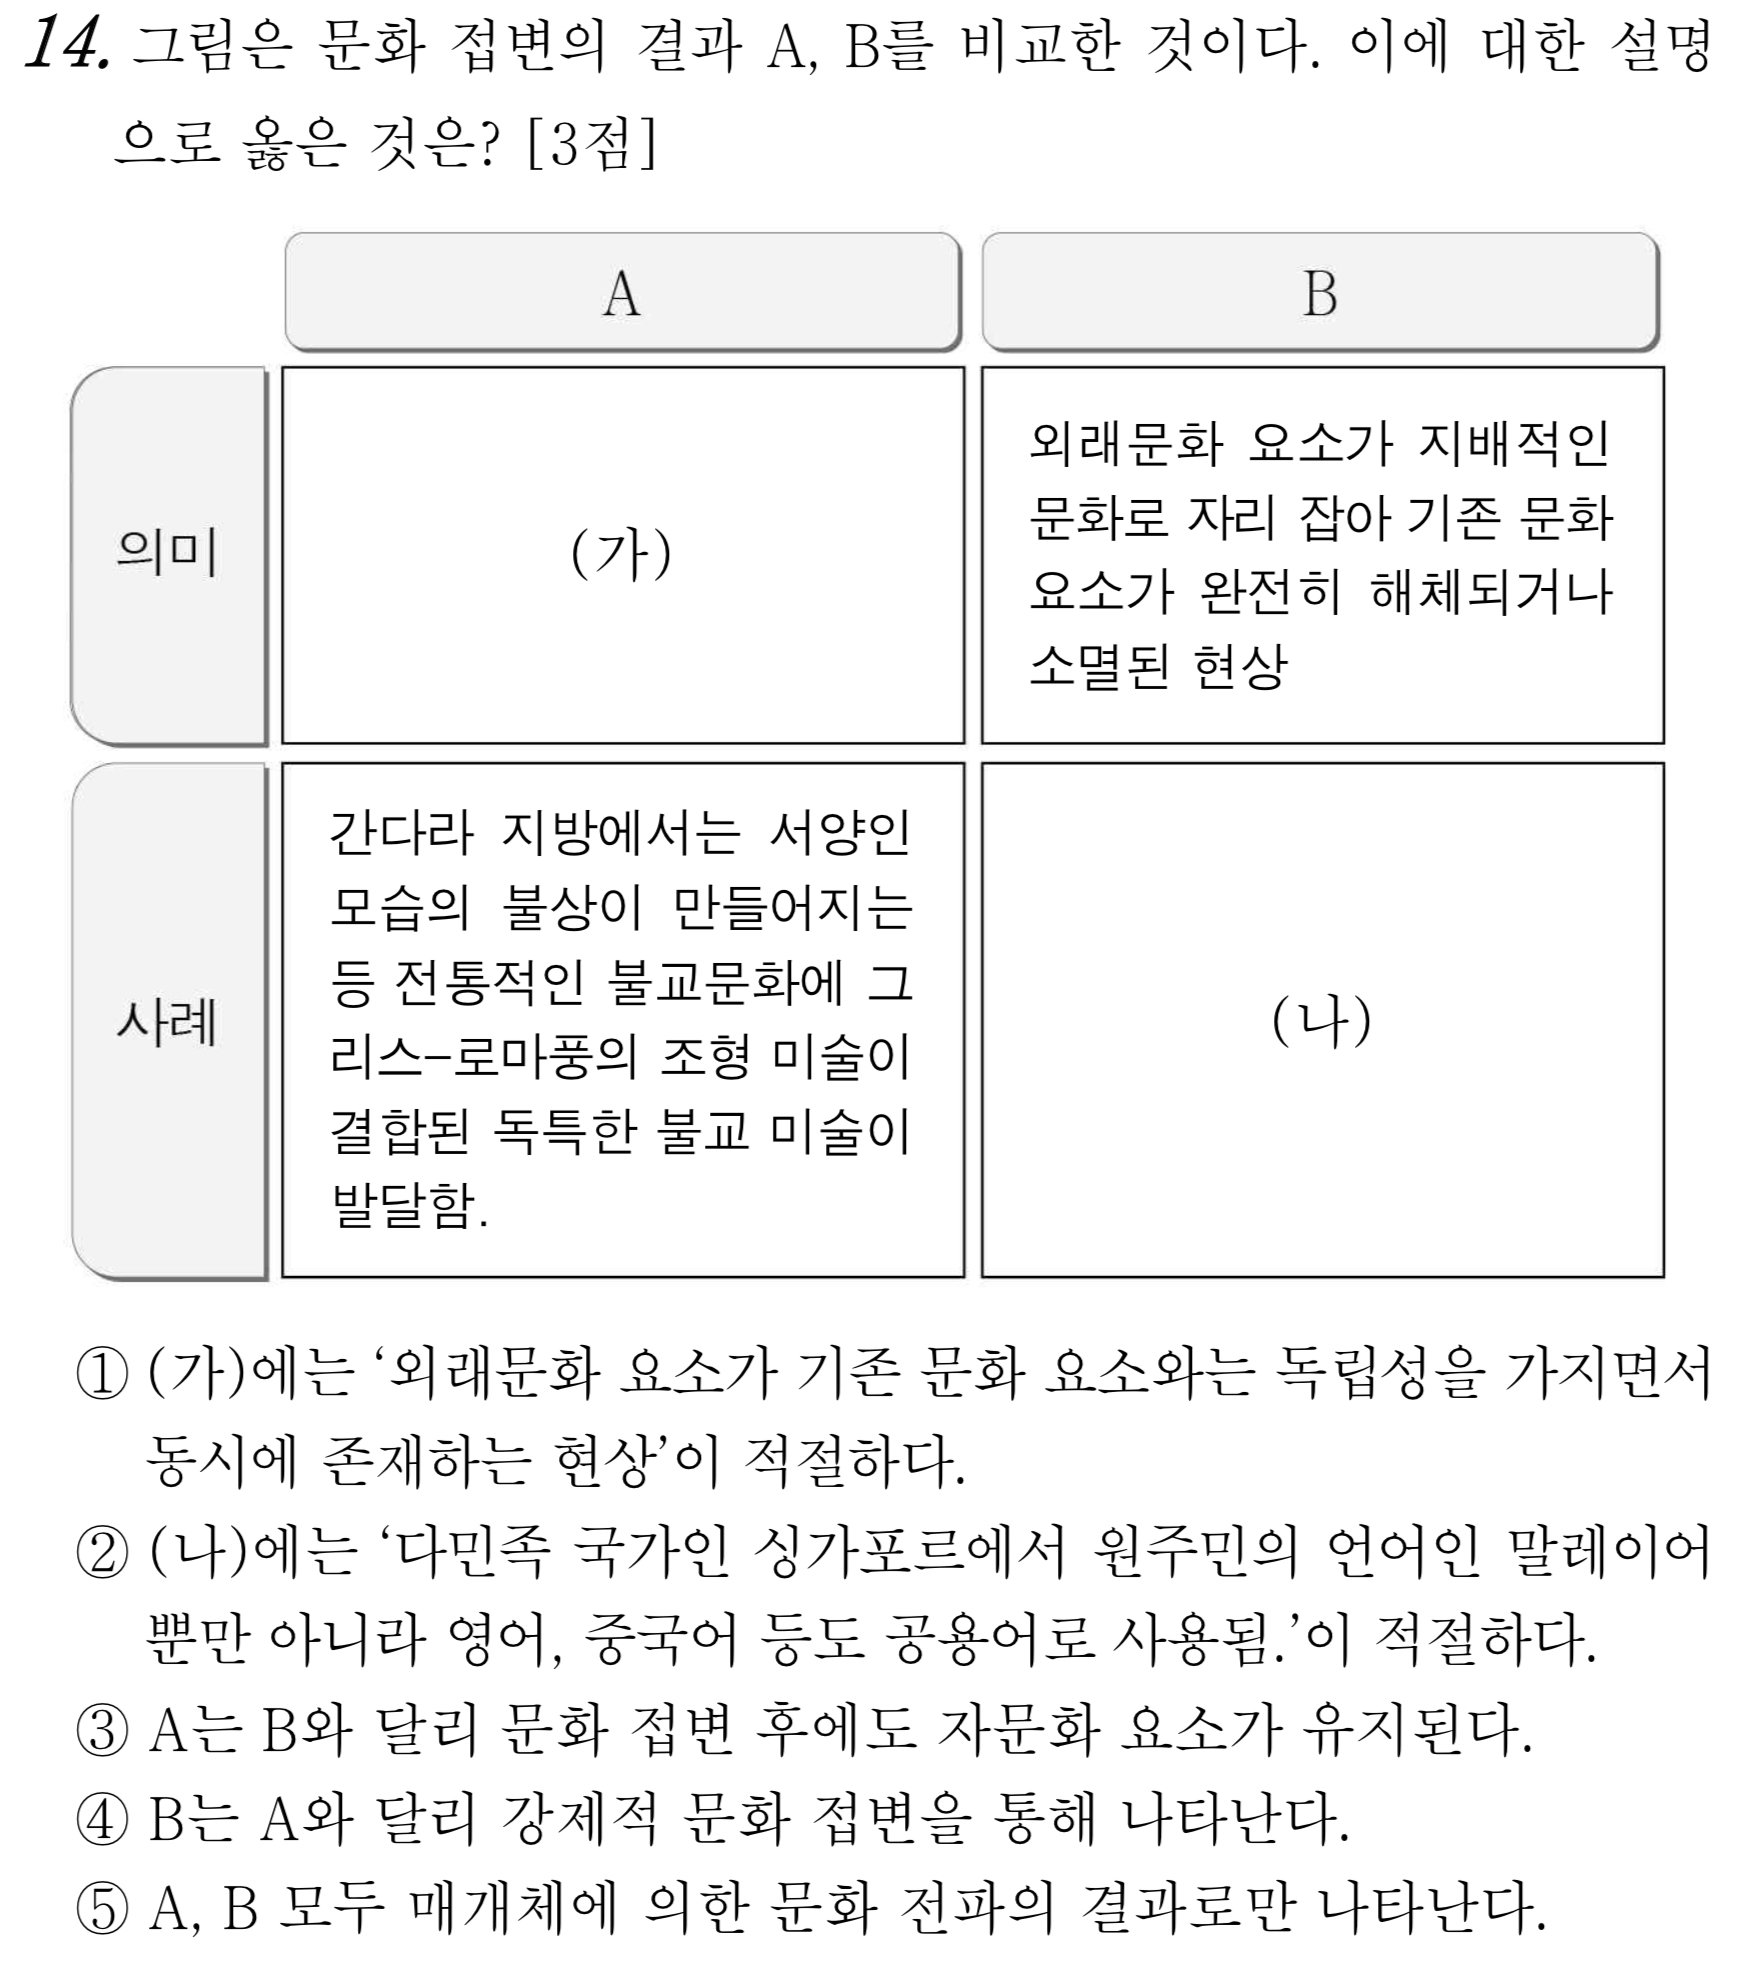 14. 그림은 문화 접변의 결과 A, B를 비교한 것이다. 이에 대한 설명
으로 옳은 것은? [3점]
A
B
의미
(가)
외래문화 요소가 지배적인
문화로 자리 잡아 기존 문화
요소가 완전히 해체되거나
소멸된 현상
사례
간다라 지방에서는 서양인
모습의 불상이 만들어지는
등 전통적인 불교문화에 그
리스-로마풍의 조형 미술이
결합된 독특한 불교 미술이
발달함.
(나)
① (가)에는 ‘외래문화 요소가 기존 문화 요소와는 독립성을 가지면서
동시에 존재하는 현상’이 적절하다.
② (나)에는 ‘다민족 국가인 싱가포르에서 원주민의 언어인 말레이어
뿐만 아니라 영어, 중국어 등도 공용어로 사용됨.’이 적절하다.
③ A는 B와 달리 문화 접변 후에도 자문화 요소가 유지된다.
④ B는 A와 달리 강제적 문화 접변을 통해 나타난다.
⑤ A, B 모두 매개체에 의한 문화 전파의 결과로만 나타난다.